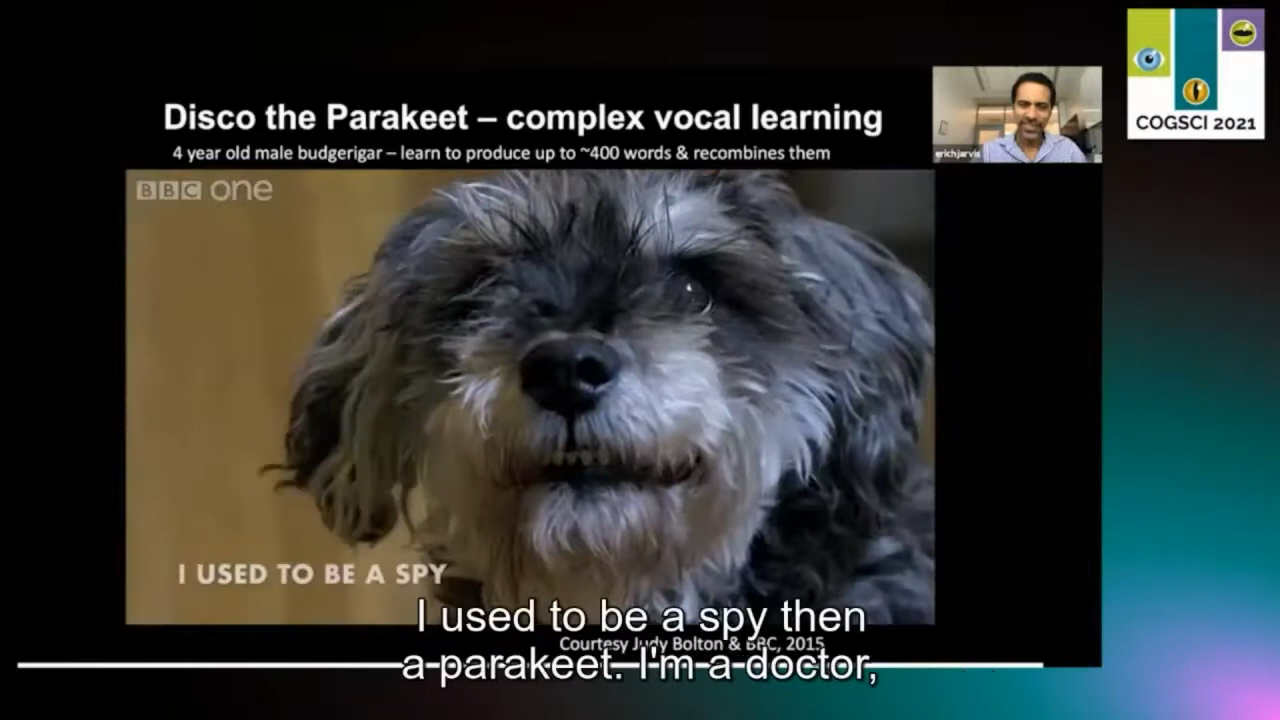 Disco the Parakeet – complex vocal learning
4 year old male budgerigar – learn to produce up to ~400 words & recombines them
erichjarvis
COGSCI 2021
BBC one
I USED TO BE A SPY
I used to be a spy then
Courtesy Judy Bolton & BBC, 2015
a parakeet. I'm a doctor,